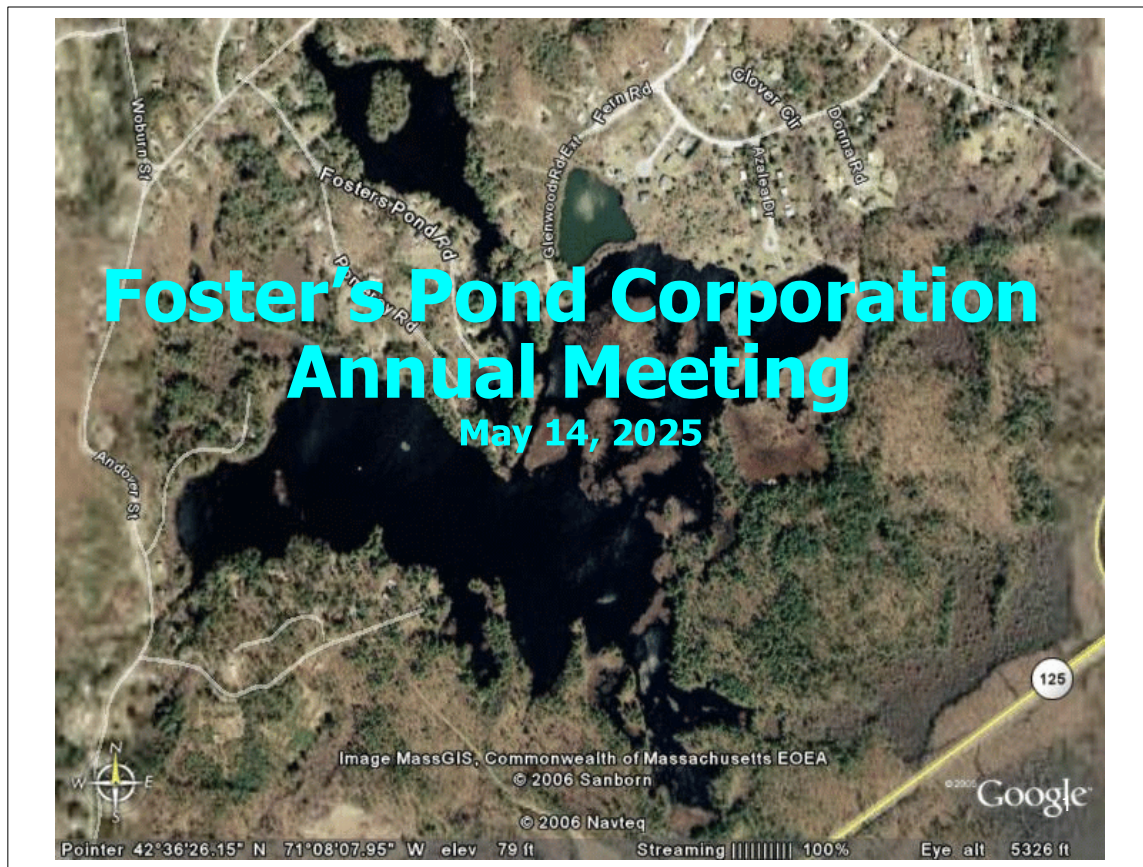 Woburn St
Fosters Pond Rd
Glenwood Rd Ext
Fern Rd
Clover Clr
Donna Rd
Azalea Dr
Foster's Pond Corporation
Annual Meeting
May 14, 2025
Andover St
125
Image MassGIS, Commonwealth of Massachusetts EOEA
© 2006 Sanborn
© 2006 Navteq
N
W
E
S
©2005 Google
Pointer 42°36'26.15" N 71°08'07.95" W elev 79 ft Streaming |||||||||| 100% Eye alt 5326 ft